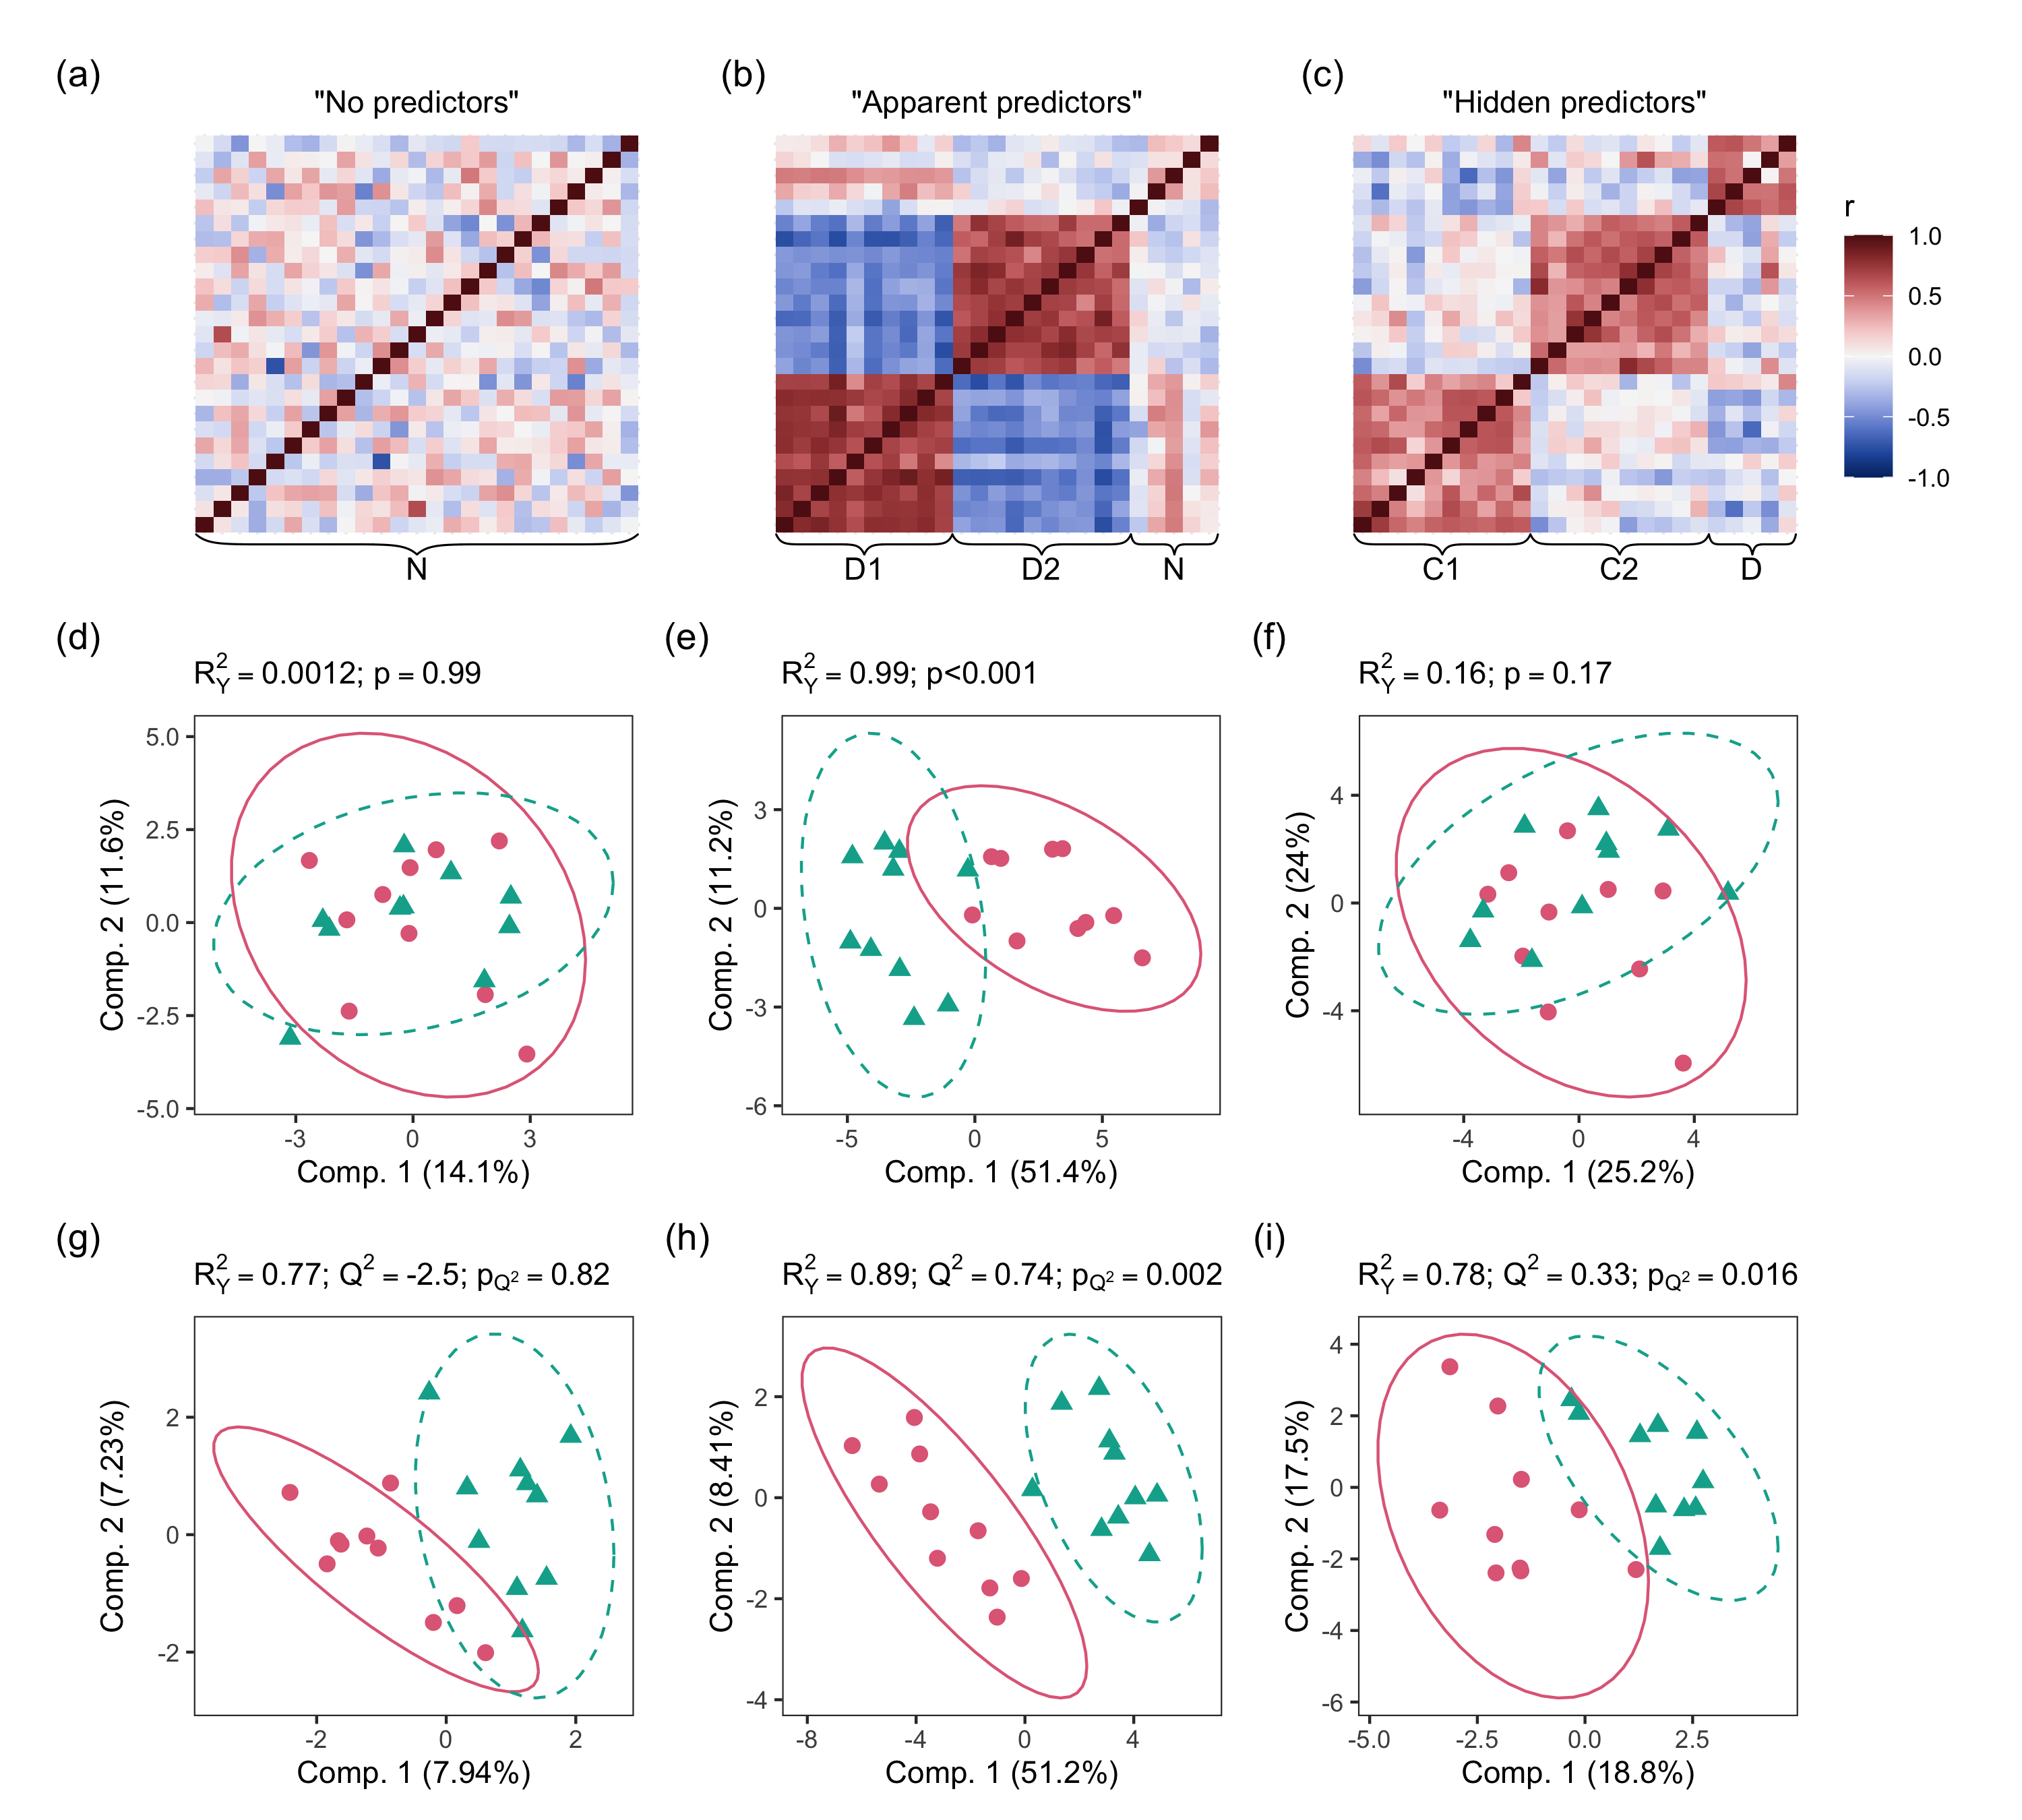 (a)
(b)
(c)
"No predictors"
"Apparent predictors"
"Hidden predictors"
r
1.0
0.5
0.0
-0.5
-1.0
N
D1
D2
N
C1
C2
D
(d)
(e)
(f)
R²Y = 0.0012; p = 0.99
R²Y = 0.99; p<0.001
R²Y = 0.16; p = 0.17
Comp. 2 (11.6%)
5.0
2.5
0.0
-2.5
-5.0
-3
0
3
Comp. 1 (14.1%)
Comp. 2 (11.2%)
3
0
-3
-6
-5
0
5
Comp. 1 (51.4%)
Comp. 2 (24%)
4
0
-4
-4
0
4
Comp. 1 (25.2%)
(g)
(h)
(i)
R²Y = 0.77; Q² = -2.5; pQ² = 0.82
R²Y = 0.89; Q² = 0.74; pQ² = 0.002
R²Y = 0.78; Q² = 0.33; pQ² = 0.016
Comp. 2 (7.23%)
2
0
-2
-2
0
2
Comp. 1 (7.94%)
Comp. 2 (8.41%)
2
0
-2
-4
-8
-4
0
4
Comp. 1 (51.2%)
Comp. 2 (17.5%)
4
2
0
-2
-4
-6
-5.0
-2.5
0.0
2.5
Comp. 1 (18.8%)